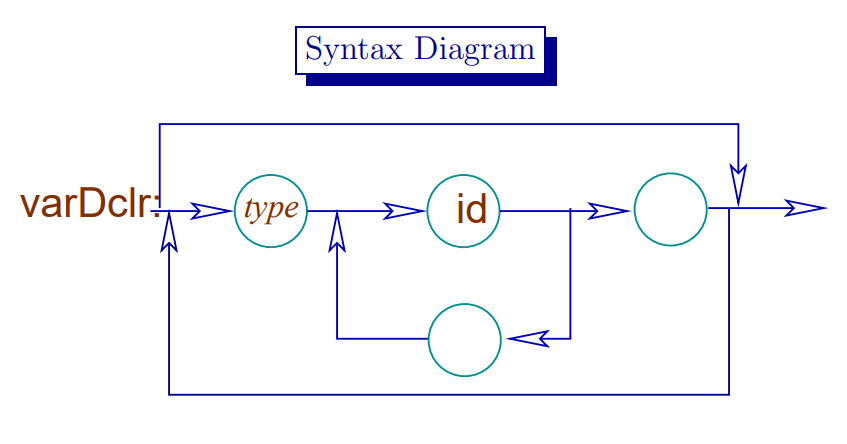 Syntax Diagram
varDclr:
type
id